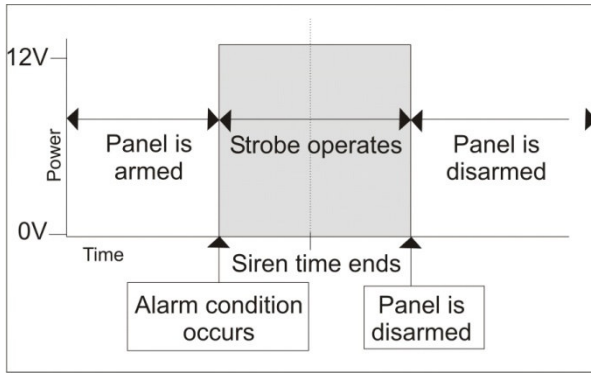 12V
Power
Panel is
armed
Strobe operates
Panel is
disarmed
0V
Time
Siren time ends
Alarm condition
occurs
Panel is
disarmed